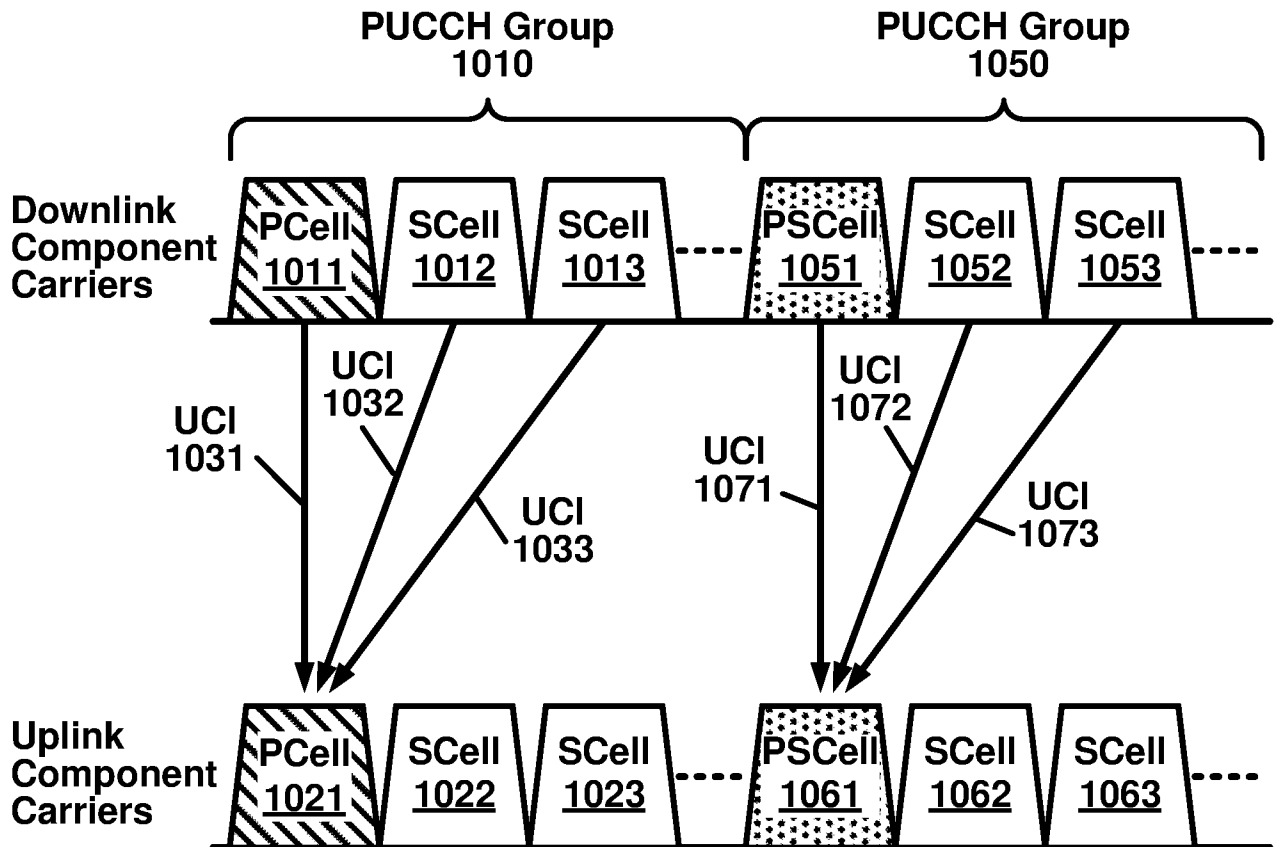 PUCCH Group
1010
PUCCH Group
1050
Downlink
Component
Carriers
PCell
1011
SCell
1012
SCell
1013
PSCell
1051
SCell
1052
SCell
1053
UCI
1031
UCI
1032
UCI
1033
UCI
1071
UCI
1072
UCI
1073
Uplink
Component
Carriers
PCell
1021
SCell
1022
SCell
1023
PSCell
1061
SCell
1062
SCell
1063